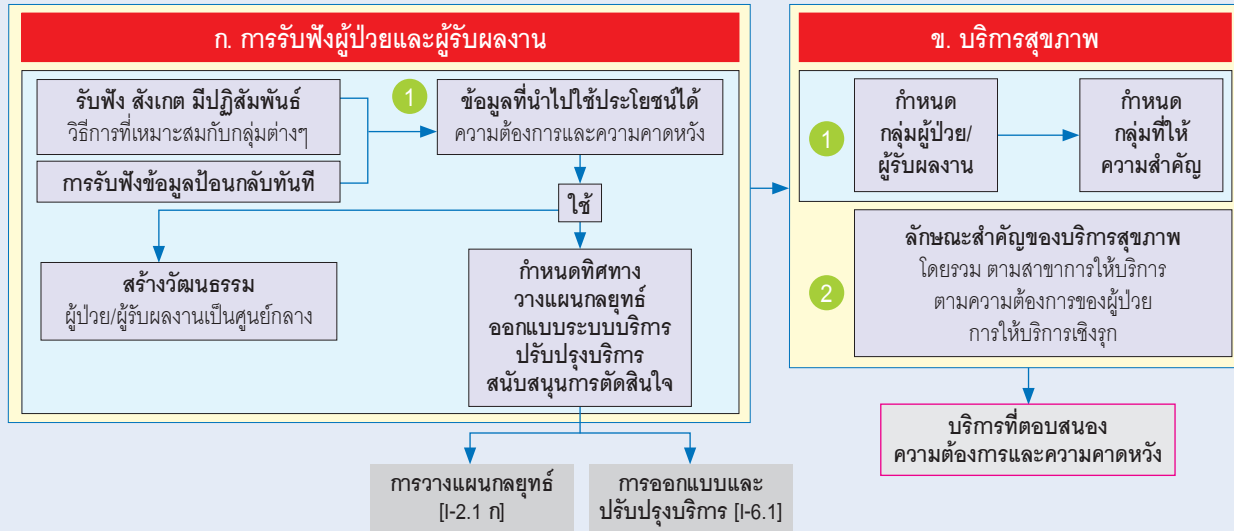 ก. การรับฟังผู้ป่วยและผู้รับผลงาน
รับฟัง สังเกต มีปฏิสัมพันธ์
วิธีการที่เหมาะสมกับกลุ่มต่างๆ
การรับฟังข้อมูลป้อนกลับทันที
1
ข้อมูลที่นำไปใช้ประโยชน์ได้
ความต้องการและความคาดหวัง
ใช้
สร้างวัฒนธรรม
ผู้ป่วย/ผู้รับผลงานเป็นศูนย์กลาง
กำหนดทิศทาง
วางแผนกลยุทธ์
ออกแบบระบบบริการ
ปรับปรุงบริการ
สนับสนุนการตัดสินใจ
การวางแผนกลยุทธ์
[I-2.1 ก]
การออกแบบและ
ปรับปรุงบริการ [I-6.1]
ข. บริการสุขภาพ
1
กำหนด
กลุ่มผู้ป่วย/
ผู้รับผลงาน
กำหนด
กลุ่มที่ให้
ความสำคัญ
2
ลักษณะสำคัญของบริการสุขภาพ
โดยรวม ตามสาขาการให้บริการ
ตามความต้องการของผู้ป่วย
การให้บริการเชิงรุก
บริการที่ตอบสนอง
ความต้องการและความคาดหวัง